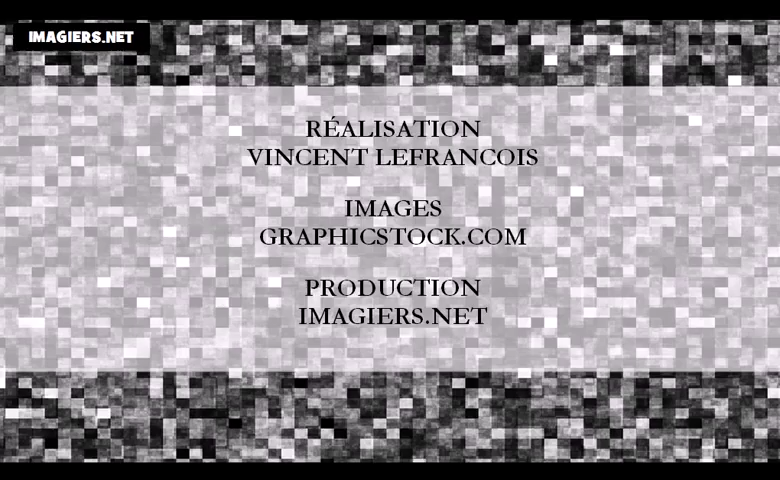 IMAGIERS.NET
RÉALISATION
VINCENT LEFRANCOIS
IMAGES
GRAPHICSTOCK.COM
PRODUCTION
IMAGIERS.NET